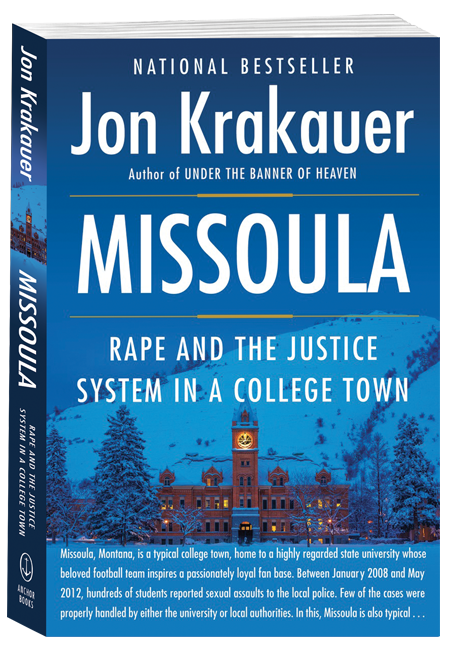 NATIONAL BESTSELLER
Jon Krakauer
Author of UNDER THE BANNER OF HEAVEN
MISSOULA
RAPE AND THE JUSTICE
SYSTEM IN A COLLEGE TOWN
Missoula, Montana, is a typical college town, home to a highly regarded state university whose
beloved football team inspires a passionately loyal fan base. Between January 2008 and May
2012, hundreds of students reported sexual assaults to the local police. Few of the cases were
properly handled by either the university or local authorities. In this, Missoula is also typical . . .
Jon Krakauer
MISSOULA
RAPE AND THE JUSTICE
SYSTEM IN A COLLEGE TOWN
ANCHOR
BOOKS